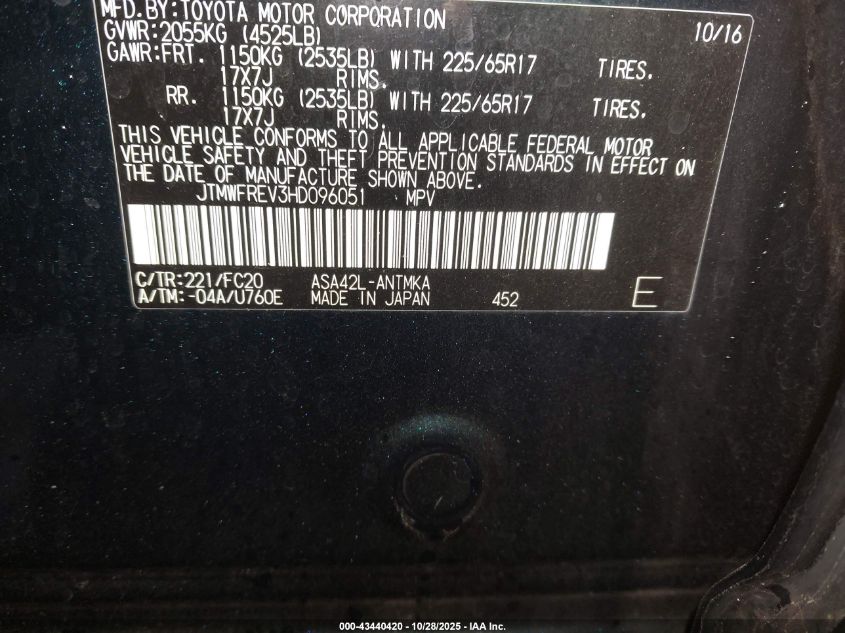 MFD.BY:TOYOTA MOTOR CORPORATION 10/16
GVWR:2055KG (4525LB)
GAWR:FRT. 1150KG (2535LB) WITH 225/65R17 TIRES.
17X7J RIMS.
RR. 1150KG (2535LB) WITH 225/65R17 TIRES.
17X7J RIMS.
THIS VEHICLE CONFORMS TO ALL APPLICABLE FEDERAL MOTOR
VEHICLE SAFETY AND THEFT PREVENTION STANDARDS IN EFFECT ON
THE DATE OF MANUFACTURE SHOWN ABOVE.
JTMWFREV3HD096051 MPV
C/TR:221/FC20 ASA42L-ANTMKA
A/TM:-04A/U760E MADE IN JAPAN 452 E
000-43440420 | 10/28/2025 - IAA Inc.